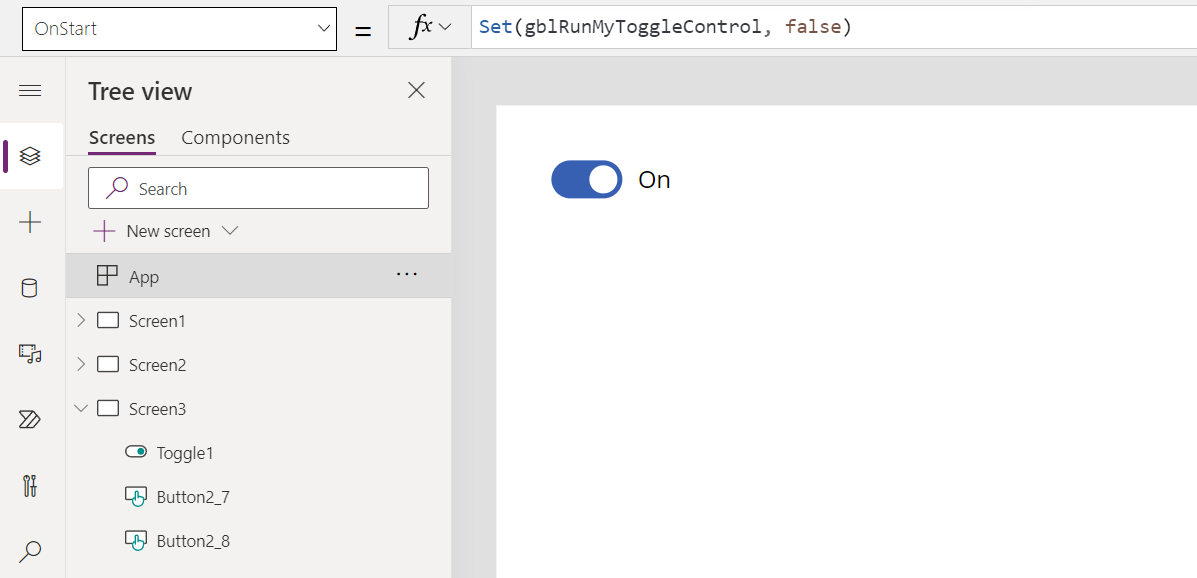 OnStart
= fx Set(gblRunMyToggleControl, false)
Tree view
Screens Components
Search
New screen
App ...
Screen1
Screen2
Screen3
Toggle1
Button2_7
Button2_8
On